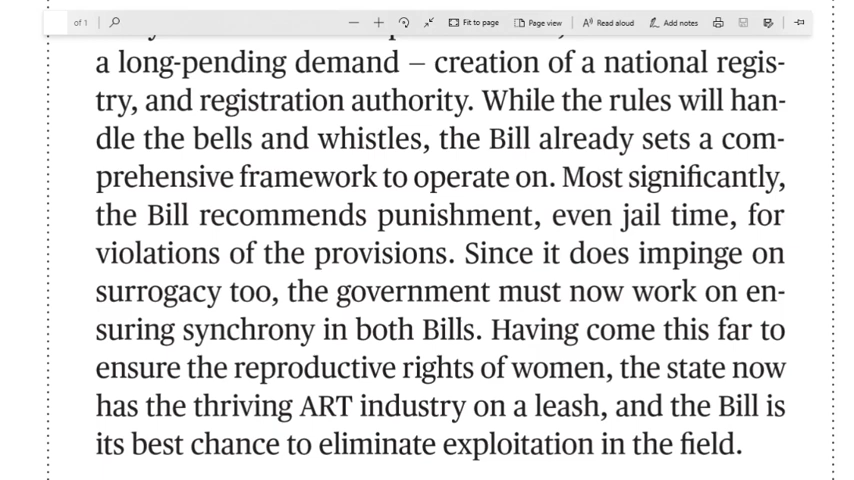 of 1 Fit to page Page view Read aloud Add notes
a long-pending demand – creation of a national regis-
try, and registration authority. While the rules will han-
dle the bells and whistles, the Bill already sets a com-
prehensive framework to operate on. Most significantly,
the Bill recommends punishment, even jail time, for
violations of the provisions. Since it does impinge on
surrogacy too, the government must now work on en-
suring synchrony in both Bills. Having come this far to
ensure the reproductive rights of women, the state now
has the thriving ART industry on a leash, and the Bill is
its best chance to eliminate exploitation in the field.